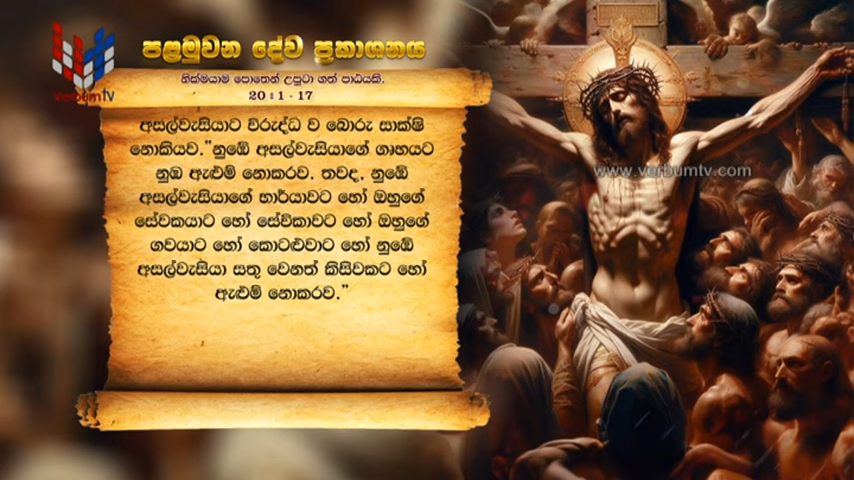 පළමුවන දේව ප්‍රකාශනය
නික්මයාම පොතෙන් උපුටා ගත් පාඨයකි.
20 : 1 - 17
verbumtv
අසල්වැසියාට විරුද්ධ ව බොරු සාක්ෂි
නොකියව."නුඹේ අසල්වැසියාගේ ගෘහයට
නුඹ ඇළුම් නොකරව. තවද, නුඹේ
අසල්වැසියාගේ භාර්යාවට හෝ ඔහුගේ
සේවකයාට හෝ සේවිකාවට හෝ ඔහුගේ
ගවයාට හෝ කොටළුවාට හෝ නුඹේ
අසල්වැසියා සතු වෙනත් කිසිවකට හෝ
ඇළුම් නොකරව."
www.verbumtv.com